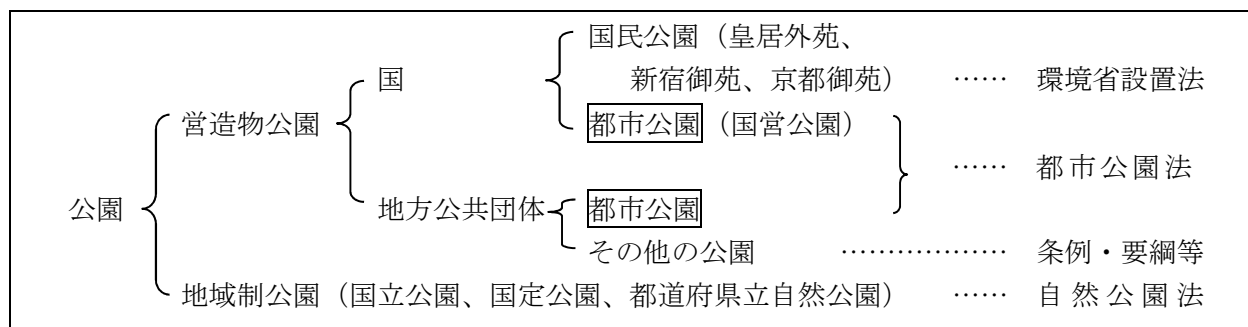 国民公園（皇居外苑、
国
新宿御苑、京都御苑） …… 環境省設置法
営造物公園
都市公園（国営公園）
…… 都市公園法
公園
地方公共団体
都市公園
その他の公園 ……………… 条例・要綱等
地域制公園（国立公園、国定公園、都道府県立自然公園） …… 自然公園法